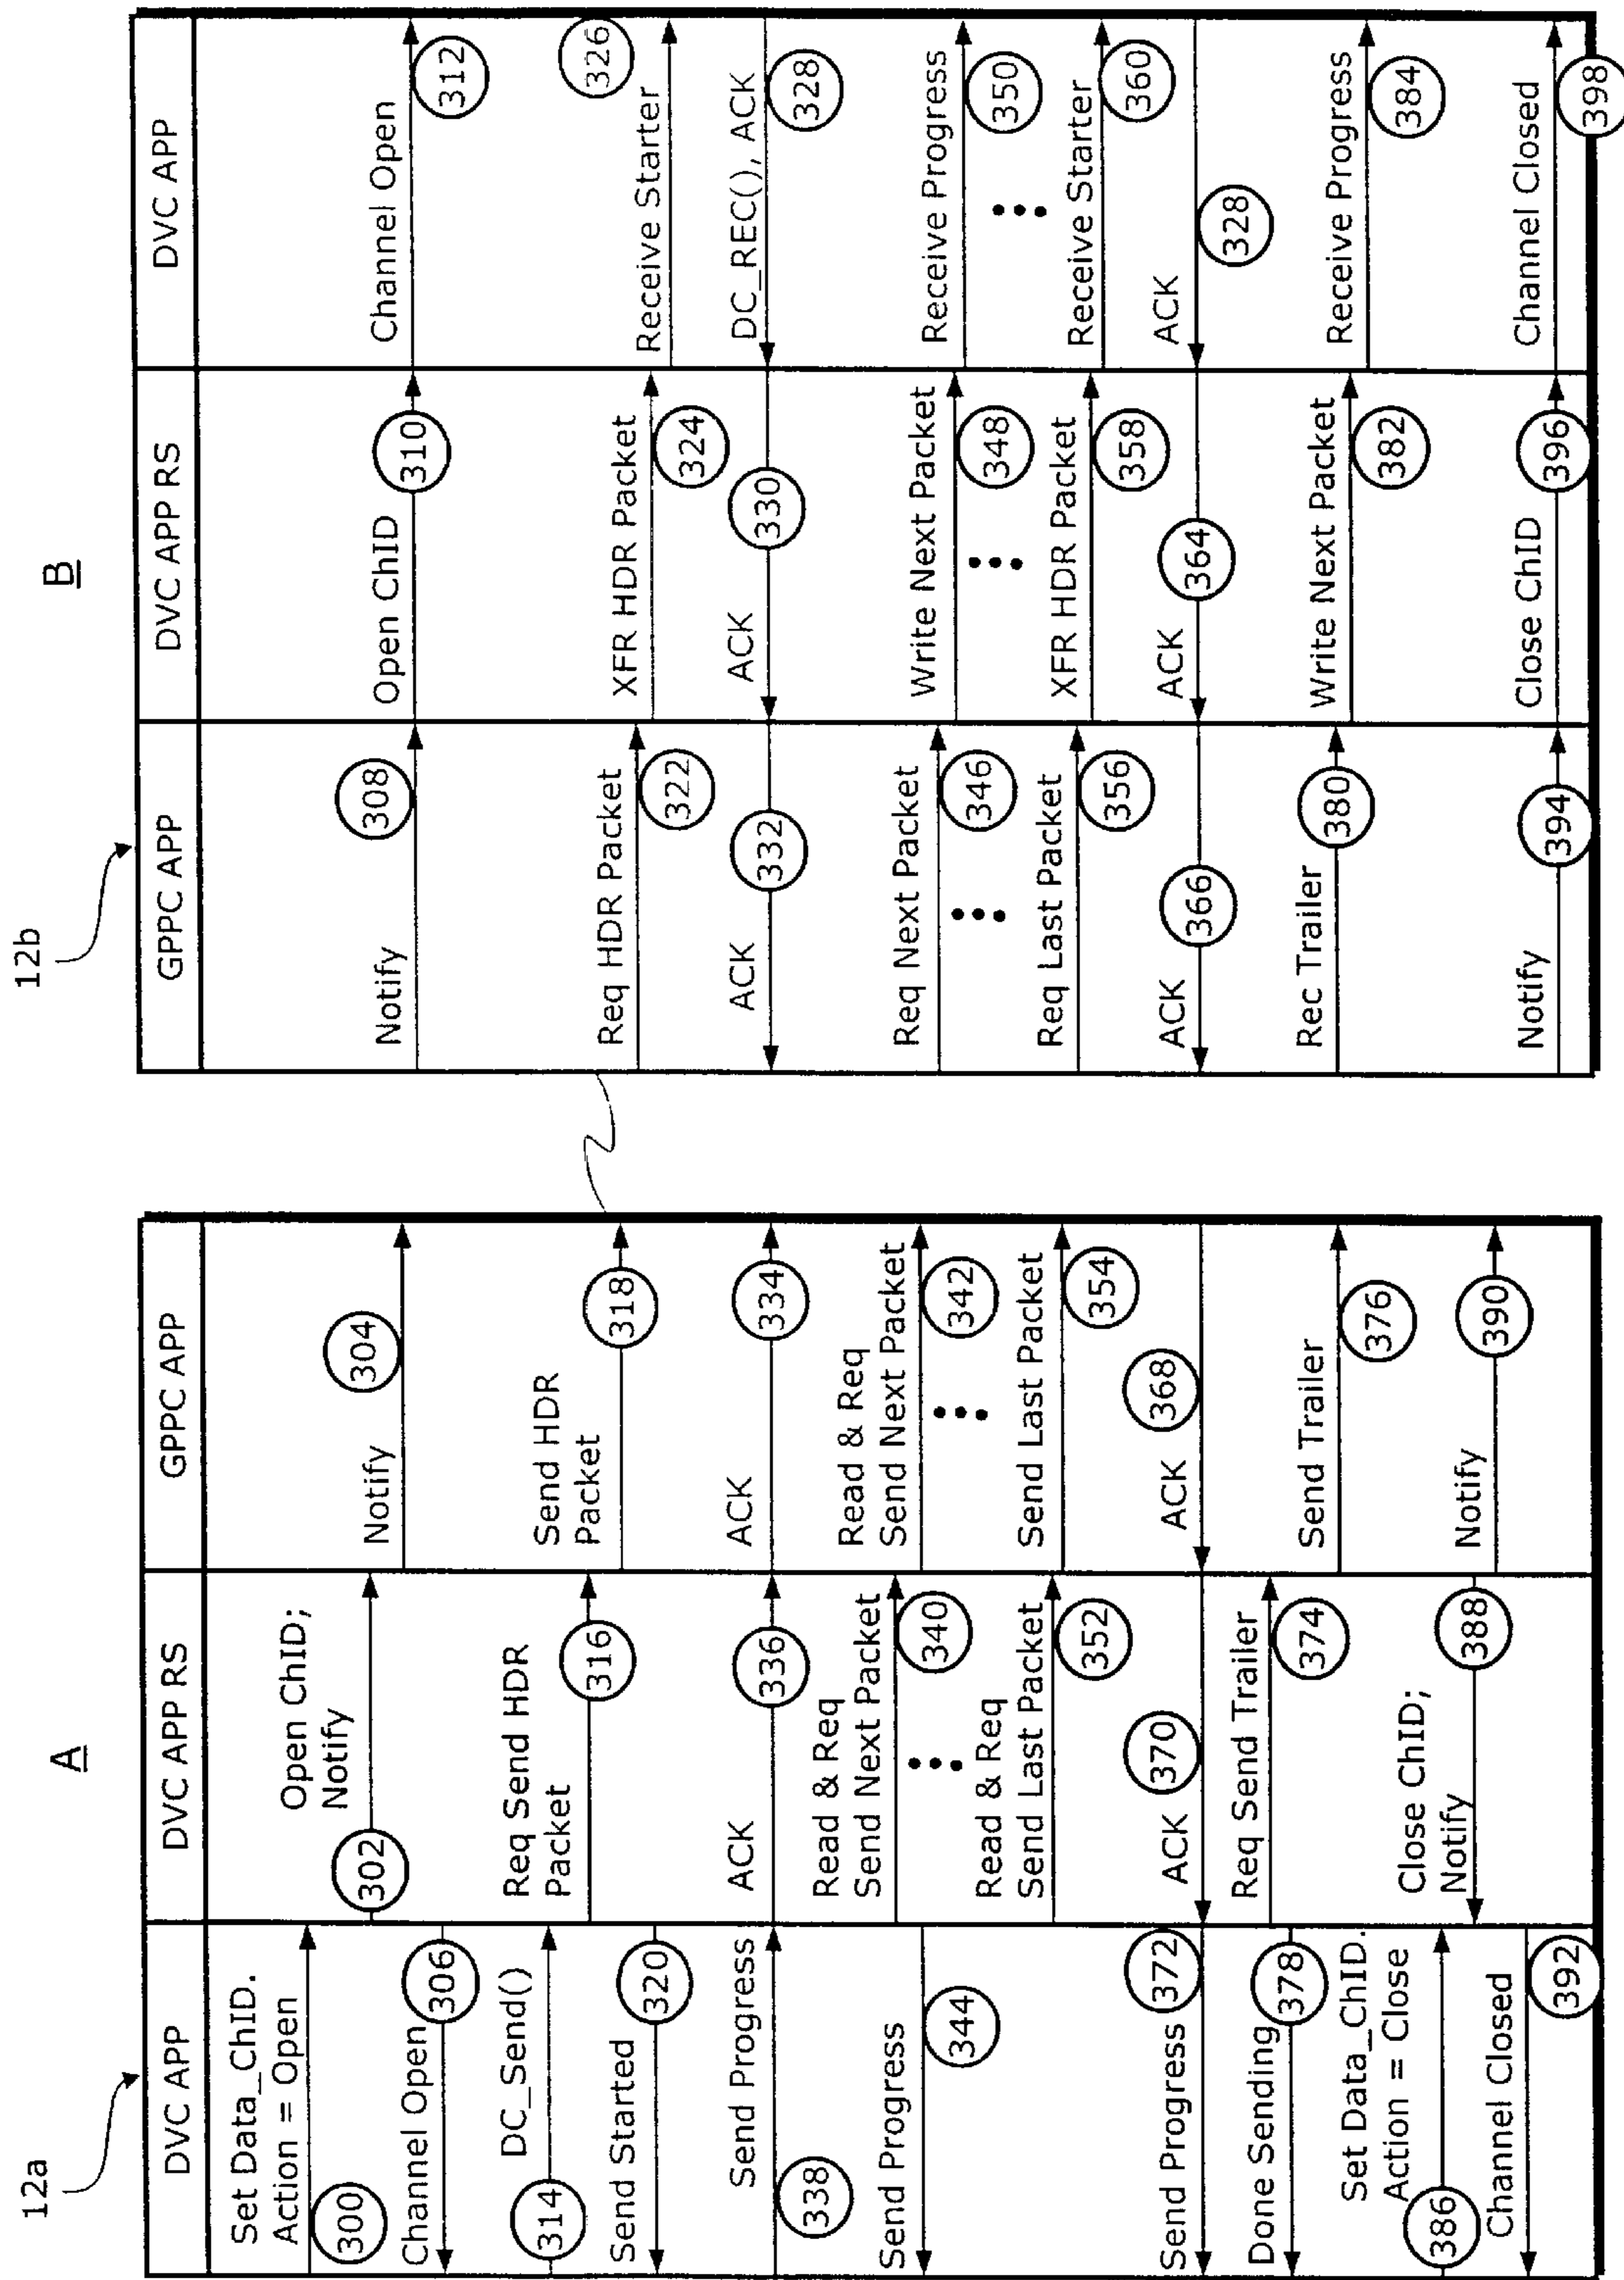 12a
A
DVC APP
DVC APP RS
GPPC APP
Set Data_ChID.
Action = Open
300
Open ChID;
Notify
302
Notify
304
Channel Open
306
DC_Send()
314
Req Send HDR
Packet
316
Send HDR
Packet
318
Send Started
320
Send Progress
338
ACK
336
ACK
334
Send Progress
344
Read & Req
Send Next Packet
340
Read & Req
Send Next Packet
342
Read & Req
Send Last Packet
352
Send Last Packet
354
Send Progress
372
ACK
370
ACK
368
Done Sending
378
Req Send Trailer
374
Send Trailer
376
Set Data_ChID.
Action = Close
386
Close ChID;
Notify
388
Notify
390
Channel Closed
392
12b
B
GPPC APP
DVC APP RS
DVC APP
Notify
308
Open ChID
310
Channel Open
312
Req HDR Packet
322
XFR HDR Packet
324
Receive Starter
326
ACK
332
ACK
330
DC_REC(), ACK
328
Req Next Packet
346
Write Next Packet
348
Receive Progress
350
Req Last Packet
356
XFR HDR Packet
358
Receive Starter
360
ACK
366
ACK
364
ACK
328
Rec Trailer
380
Write Next Packet
382
Receive Progress
384
Notify
394
Close ChID
396
Channel Closed
398